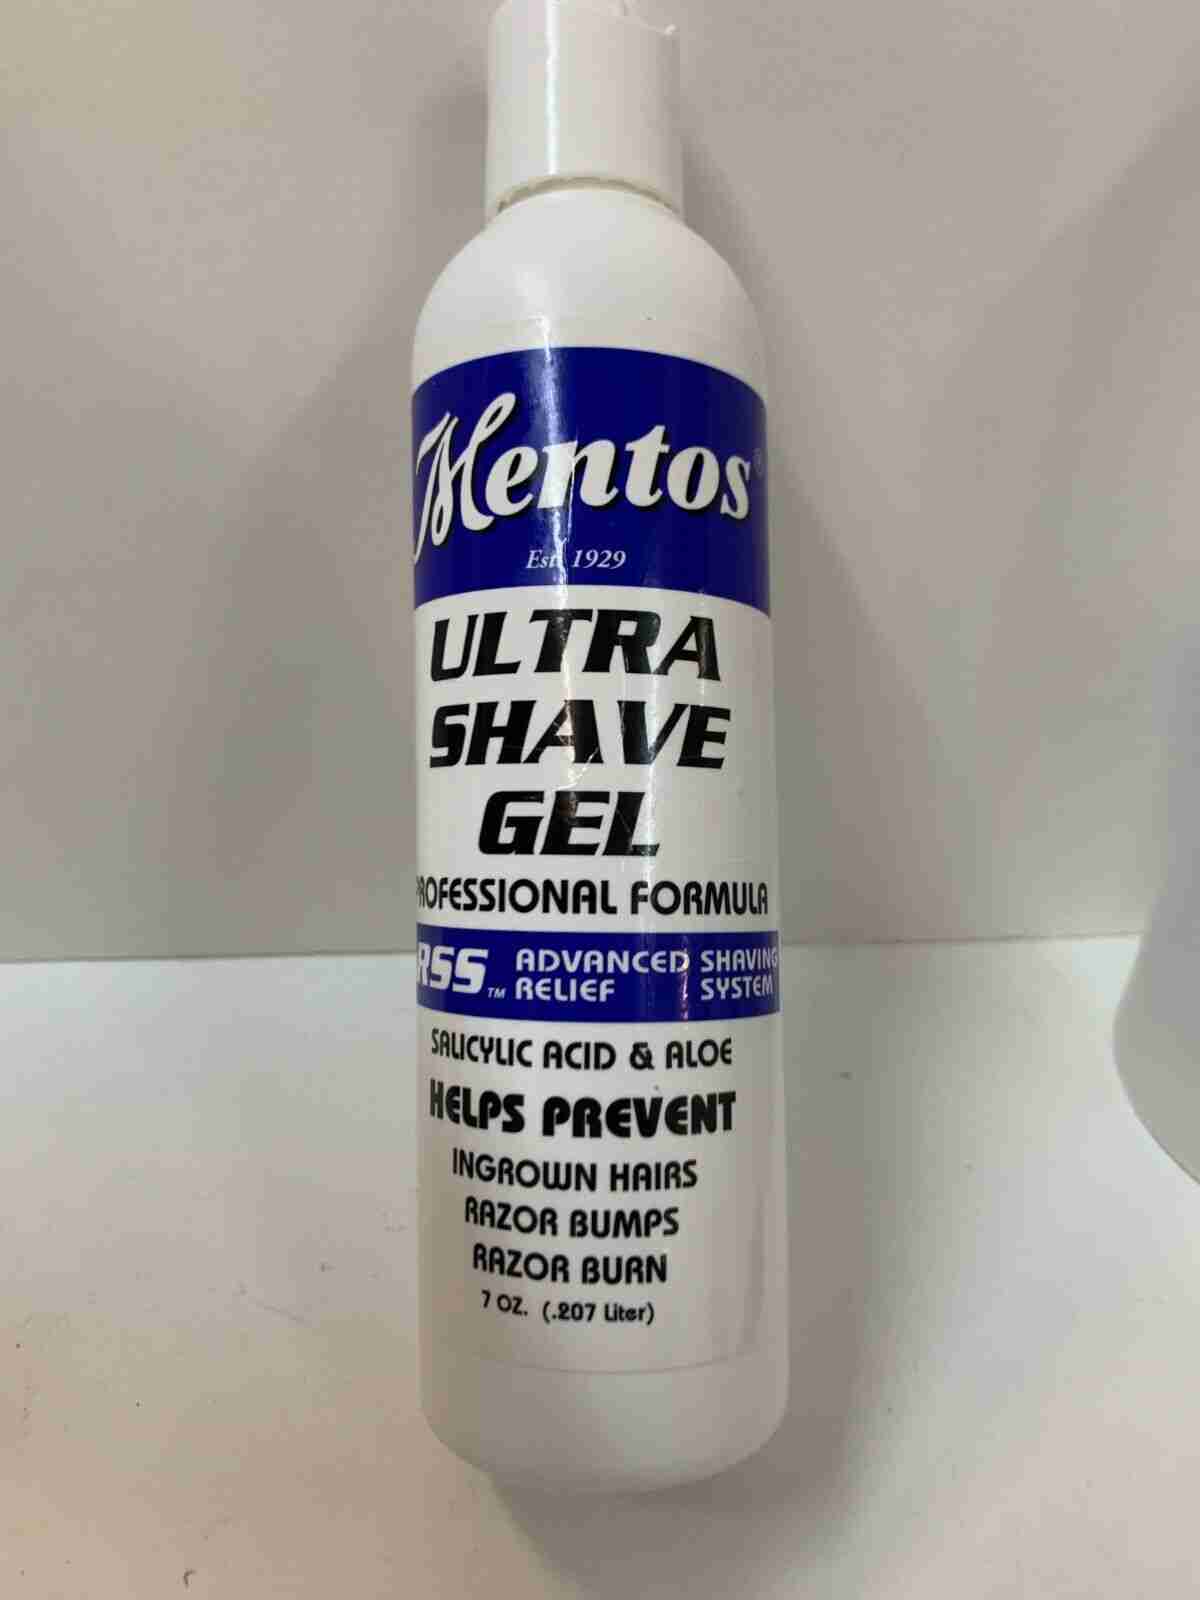 Mentos®
Est. 1929
ULTRA
SHAVE
GEL
PROFESSIONAL FORMULA
RSS™ ADVANCED SHAVING
RELIEF SYSTEM
SALICYLIC ACID & ALOE
HELPS PREVENT
INGROWN HAIRS
RAZOR BUMPS
RAZOR BURN
7 OZ. (.207 Liter)